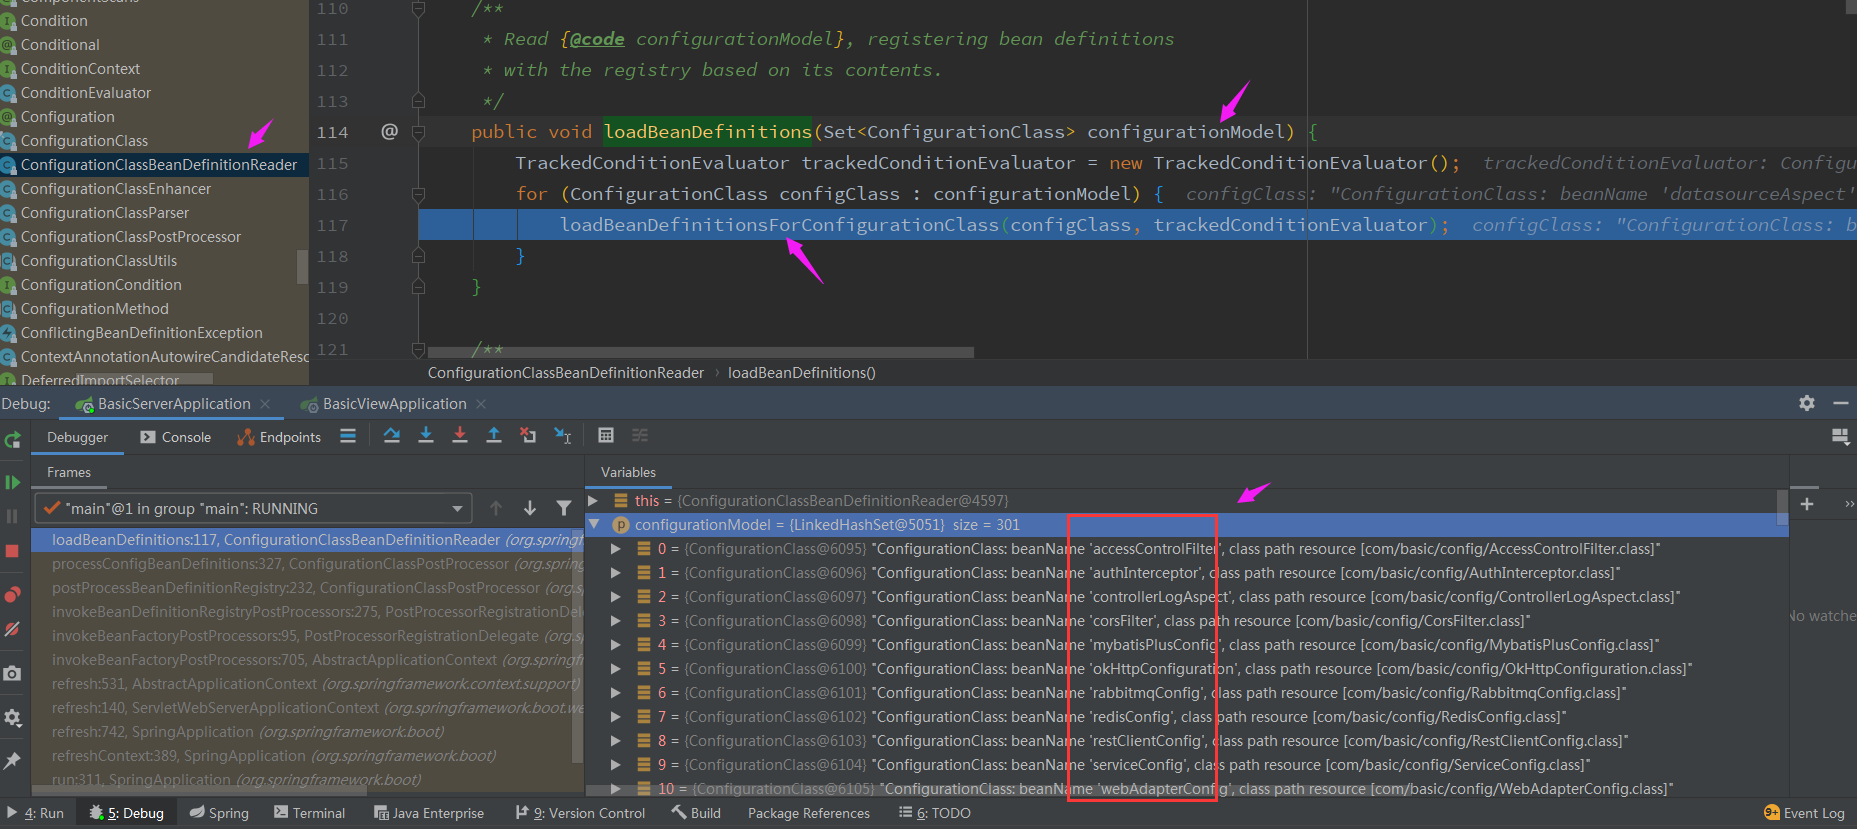 ComponentScans
Condition
Conditional
ConditionContext
ConditionEvaluator
Configuration
ConfigurationClass
ConfigurationClassBeanDefinitionReader
ConfigurationClassEnhancer
ConfigurationClassParser
ConfigurationClassPostProcessor
ConfigurationClassUtils
ConfigurationCondition
ConfigurationMethod
ConflictingBeanDefinitionException
ContextAnnotationAutowireCandidateReso
DeferredImportSelector
110 /**
111 * Read {@code configurationModel}, registering bean definitions
112 * with the registry based on its contents.
113 */
114 @ public void loadBeanDefinitions(Set<ConfigurationClass> configurationModel) {
115 TrackedConditionEvaluator trackedConditionEvaluator = new TrackedConditionEvaluator(); trackedConditionEvaluator: Configu
116 for (ConfigurationClass configClass : configurationModel) { configClass: "ConfigurationClass: beanName 'datasourceAspect'
117 loadBeanDefinitionsForConfigurationClass(configClass, trackedConditionEvaluator); configClass: "ConfigurationClass: b
118 }
119 }
120
121 /**
ConfigurationClassBeanDefinitionReader › loadBeanDefinitions()
Debug: BasicServerApplication × BasicViewApplication ×
Debugger Console Endpoints
Frames
"main"@1 in group "main": RUNNING
loadBeanDefinitions:117, ConfigurationClassBeanDefinitionReader (org.spring
processConfigBeanDefinitions:327, ConfigurationClassPostProcessor (org.spri
postProcessBeanDefinitionRegistry:232, ConfigurationClassPostProcessor (org
invokeBeanDefinitionRegistryPostProcessors:275, PostProcessorRegistrationDel
invokeBeanFactoryPostProcessors:95, PostProcessorRegistrationDelegate (org.s
invokeBeanFactoryPostProcessors:705, AbstractApplicationContext (org.springf
refresh:531, AbstractApplicationContext (org.springframework.context.support)
refresh:140, ServletWebServerApplicationContext (org.springframework.boot.we
refresh:742, SpringApplication (org.springframework.boot)
refreshContext:389, SpringApplication (org.springframework.boot)
run:311, SpringApplication (org.springframework.boot)
Variables
this = {ConfigurationClassBeanDefinitionReader@4597}
p configurationModel = {LinkedHashSet@5051} size = 301
0 = {ConfigurationClass@6095} "ConfigurationClass: beanName 'accessControlFilter', class path resource [com/basic/config/AccessControlFilter.class]"
1 = {ConfigurationClass@6096} "ConfigurationClass: beanName 'authInterceptor', class path resource [com/basic/config/AuthInterceptor.class]"
2 = {ConfigurationClass@6097} "ConfigurationClass: beanName 'controllerLogAspect', class path resource [com/basic/config/ControllerLogAspect.class]"
3 = {ConfigurationClass@6098} "ConfigurationClass: beanName 'corsFilter', class path resource [com/basic/config/CorsFilter.class]"
4 = {ConfigurationClass@6099} "ConfigurationClass: beanName 'mybatisPlusConfig', class path resource [com/basic/config/MybatisPlusConfig.class]"
5 = {ConfigurationClass@6100} "ConfigurationClass: beanName 'okHttpConfiguration', class path resource [com/basic/config/OkHttpConfiguration.class]"
6 = {ConfigurationClass@6101} "ConfigurationClass: beanName 'rabbitmqConfig', class path resource [com/basic/config/RabbitmqConfig.class]"
7 = {ConfigurationClass@6102} "ConfigurationClass: beanName 'redisConfig', class path resource [com/basic/config/RedisConfig.class]"
8 = {ConfigurationClass@6103} "ConfigurationClass: beanName 'restClientConfig', class path resource [com/basic/config/RestClientConfig.class]"
9 = {ConfigurationClass@6104} "ConfigurationClass: beanName 'serviceConfig', class path resource [com/basic/config/ServiceConfig.class]"
10 = {ConfigurationClass@6105} "ConfigurationClass: beanName 'webAdapterConfig', class path resource [com/basic/config/WebAdapterConfig.class]"
No watche
4: Run 5: Debug Spring Terminal Java Enterprise 9: Version Control Build Package References 6: TODO 9+ Event Log